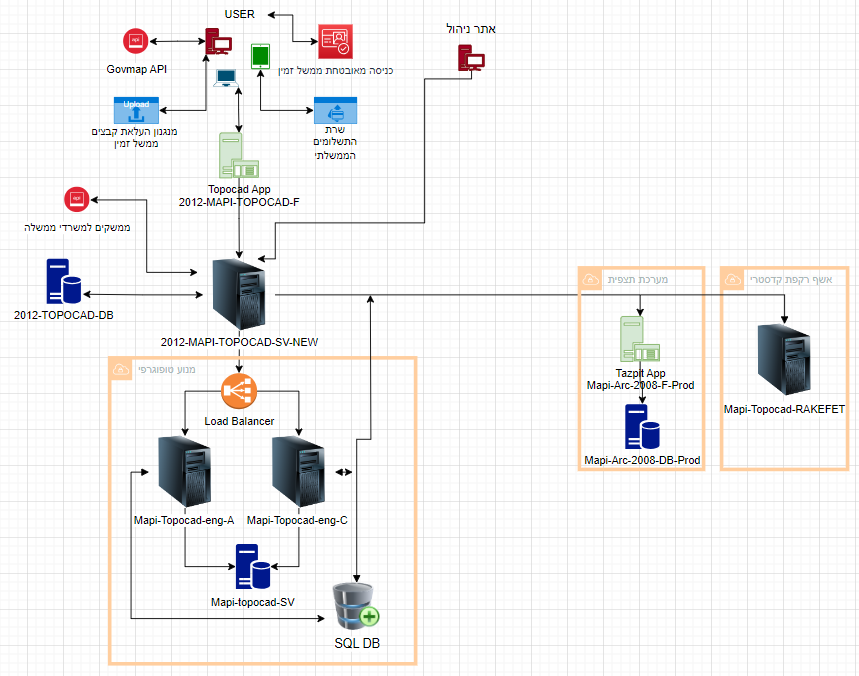 USER
אתר ניהול
api
Govmap API
כניסה מאובטחת ממשל זמין
Upload
מנגנון העלאת קבצים
ממשל זמין
שרת
התשלומים
הממשלתי
Topocad App
2012-MAPI-TOPOCAD-F
api
ממשקים למשרדי ממשלה
2012-TOPOCAD-DB
2012-MAPI-TOPOCAD-SV-NEW
מערכת תצפית
אשף רקפת קדסטרי
Tazpit App
Mapi-Arc-2008-F-Prod
Mapi-Topocad-RAKEFET
Mapi-Arc-2008-DB-Prod
מנוע טופוגרפי
Load Balancer
Mapi-Topocad-eng-A
Mapi-Topocad-eng-C
Mapi-topocad-SV
SQL DB